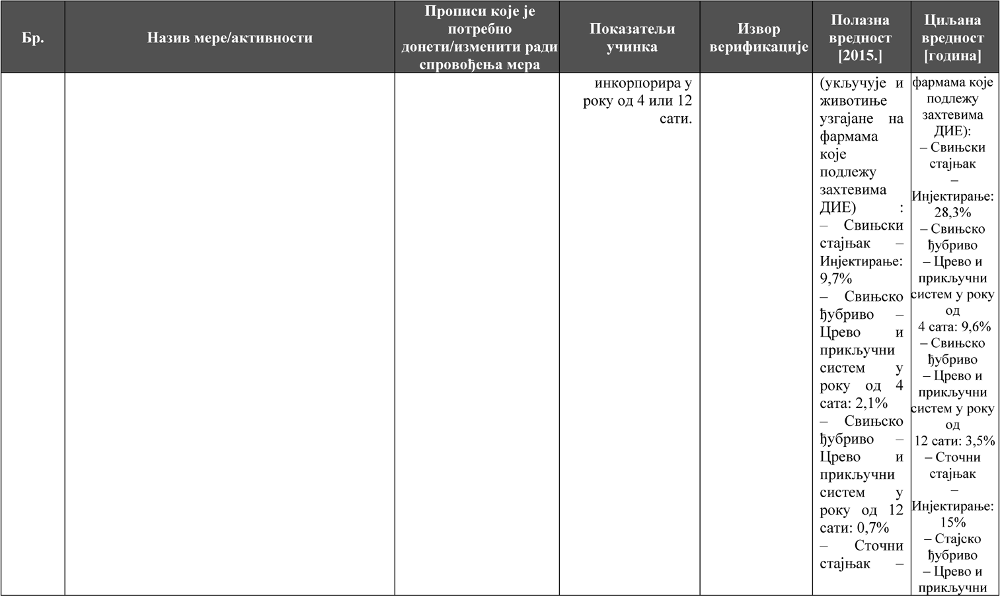 Бр.
Назив мере/активности
Прописи које је
потребно
донети/изменити ради
спровођења мера
Показатељи
учинка
Извор
верификације
Полазна
вредност
[2015.]
Циљана
вредност
[година]
инкорпорира у
року од 4 или 12
сати.
(укључује и
животиње
узгајане на
фармама
које
подлежу
захтевима
ДИЕ) :
– Свињски
стајњак –
Инјектирање:
9,7%
– Свињско
ђубриво –
Црево и
прикључни
систем у
року од 4
сата: 2,1%
– Свињско
ђубриво –
Црево и
прикључни
систем у
року од 12
сати: 0,7%
– Сточни
стајњак –
фармама које
подлежу
захтевима
ДИЕ):
– Свињски
стајњак
–
Инјектирање:
28,3%
– Свињско
ђубриво
– Црево и
прикључни
систем у року
од
4 сата: 9,6%
– Свињско
ђубриво
– Црево и
прикључни
систем у року
од
12 сати: 3,5%
– Сточни
стајњак
–
Инјектирање:
15%
– Стајско
ђубриво
– Црево и
прикључни